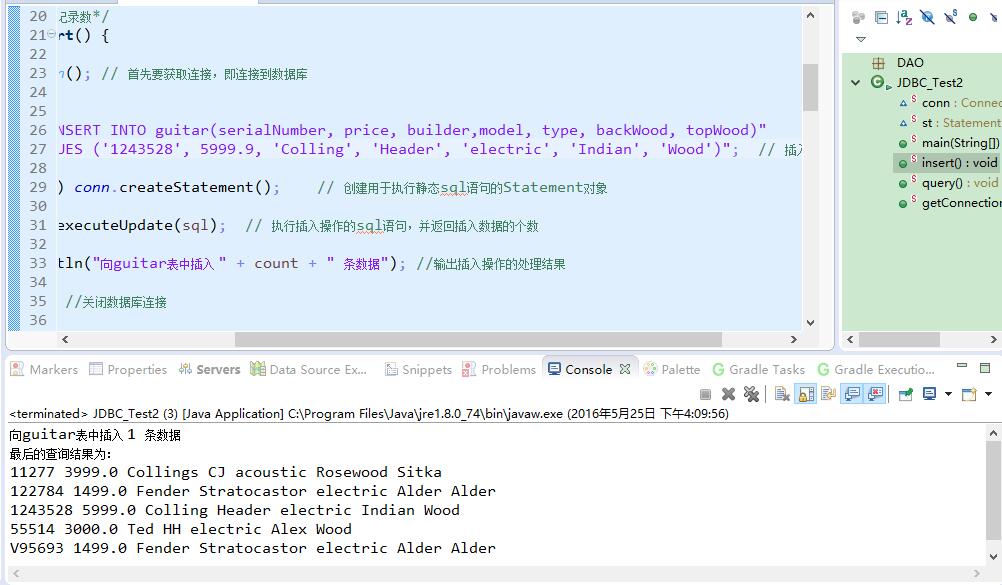 20 记录数*/
21 rt() {
22
23 n(); // 首先要获取连接，即连接到数据库
24
25
26 NSERT INTO guitar(serialNumber, price, builder,model, type, backWood, topWood)"
27 UES ('1243528', 5999.9, 'Colling', 'Header', 'electric', 'Indian', 'Wood')"; // 插入
28
29 ) conn.createStatement(); // 创建用于执行静态sql语句的Statement对象
30
31 executeUpdate(sql); // 执行插入操作的sql语句，并返回插入数据的个数
32
33 tln("向guitar表中插入 " + count + " 条数据"); //输出插入操作的处理结果
34
35 //关闭数据库连接
36
DAO
JDBC_Test2
conn : Connec
st : Statement
main(String[])
insert() : void
query() : void
getConnection
Markers Properties Servers Data Source Ex... Snippets Problems Console Palette Gradle Tasks Gradle Executio...
<terminated> JDBC_Test2 (3) [Java Application] C:\Program Files\Java\jre1.8.0_74\bin\javaw.exe (2016年5月25日 下午4:09:56)
向guitar表中插入 1 条数据
最后的查询结果为:
11277 3999.0 Collings CJ acoustic Rosewood Sitka
122784 1499.0 Fender Stratocastor electric Alder Alder
1243528 5999.0 Colling Header electric Indian Wood
55514 3000.0 Ted HH electric Alex Wood
V95693 1499.0 Fender Stratocastor electric Alder Alder